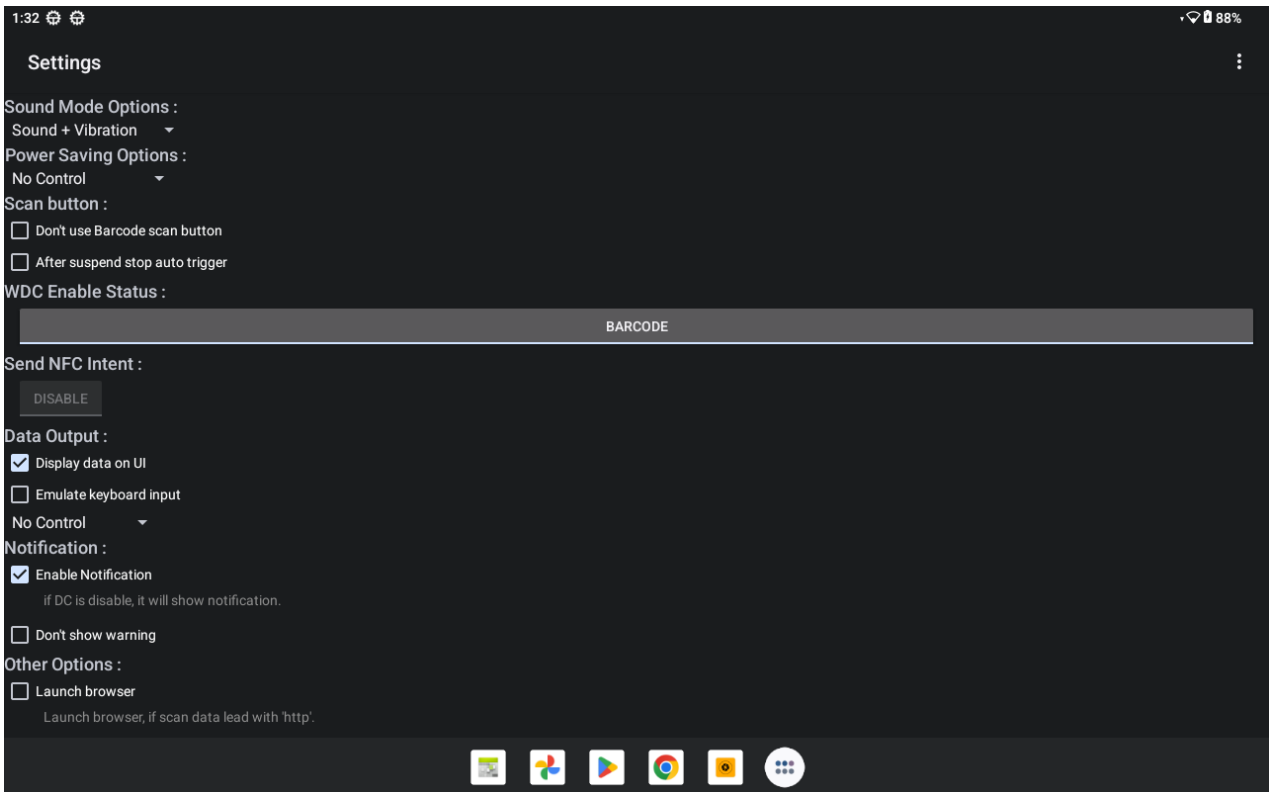 1:32
88%
Settings
Sound Mode Options :
Sound + Vibration
Power Saving Options :
No Control
Scan button :
Don't use Barcode scan button
After suspend stop auto trigger
WDC Enable Status :
BARCODE
Send NFC Intent :
DISABLE
Data Output :
Display data on UI
Emulate keyboard input
No Control
Notification :
Enable Notification
if DC is disable, it will show notification.
Don't show warning
Other Options :
Launch browser
Launch browser, if scan data lead with 'http'.